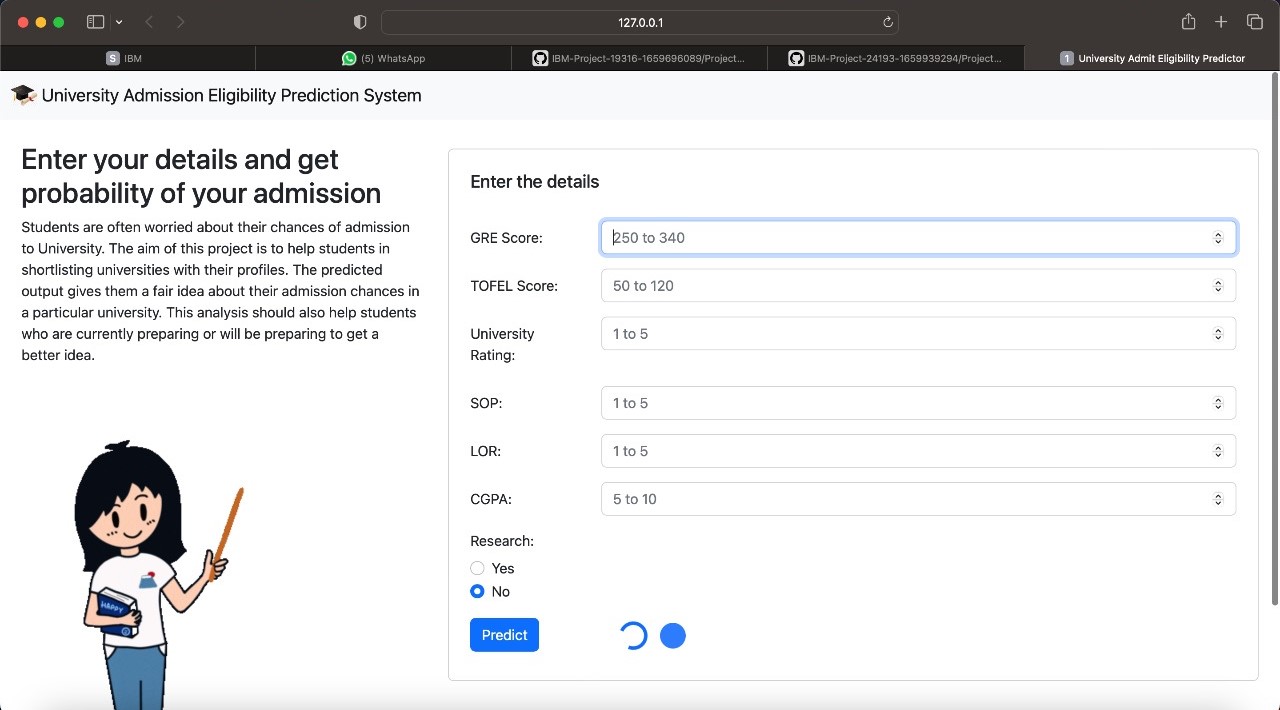 127.0.0.1
S IBM
(5) WhatsApp
IBM-Project-19316-1659696089/Project...
IBM-Project-24193-1659939294/Project...
1 University Admit Eligibility Predictor
University Admission Eligibility Prediction System
Enter your details and get
probability of your admission
Students are often worried about their chances of admission
to University. The aim of this project is to help students in
shortlisting universities with their profiles. The predicted
output gives them a fair idea about their admission chances in
a particular university. This analysis should also help students
who are currently preparing or will be preparing to get a
better idea.
HAPPY
Enter the details
GRE Score:
250 to 340
TOFEL Score:
50 to 120
University
Rating:
1 to 5
SOP:
1 to 5
LOR:
1 to 5
CGPA:
5 to 10
Research:
Yes
No
Predict